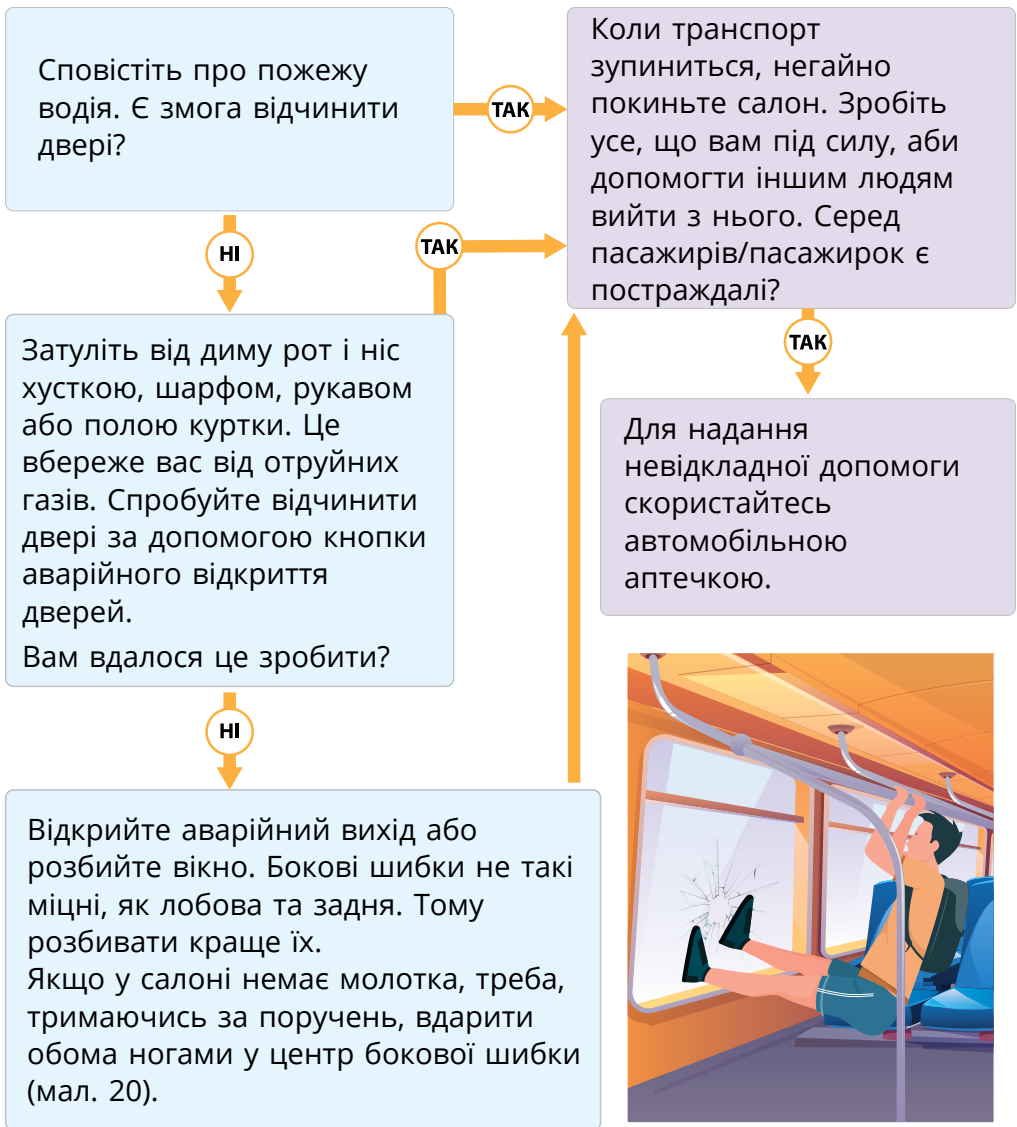 Сповістіть про пожежу
водія. Є змога відчинити
двері?
ТАК
Коли транспорт
зупиниться, негайно
покиньте салон. Зробіть
усе, що вам під силу, аби
допомогти іншим людям
вийти з нього. Серед
пасажирів/пасажирок є
постраждалі?
НІ
ТАК
Затуліть від диму рот і ніс
хусткою, шарфом, рукавом
або полою куртки. Це
вбереже вас від отруйних
газів. Спробуйте відчинити
двері за допомогою кнопки
аварійного відкриття
дверей.
Вам вдалося це зробити?
ТАК
Для надання
невідкладної допомоги
скористайтесь
автомобільною
аптечкою.
НІ
Відкрийте аварійний вихід або
розбийте вікно. Бокові шибки не такі
міцні, як лобова та задня. Тому
розбивати краще їх.
Якщо у салоні немає молотка, треба,
тримаючись за поручень, вдарити
обома ногами у центр бокової шибки
(мал. 20).